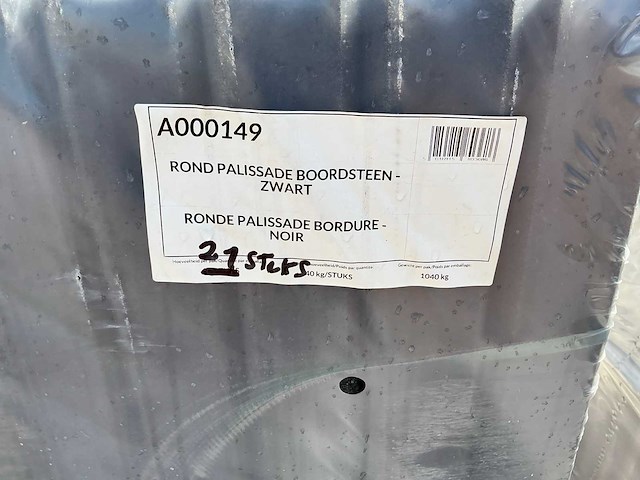 A000149
ROND PALISSADE BOORDSTEEN -
ZWART
RONDE PALISSADE BORDURE -
NOIR
21 STUKS
40 kg/STUKS
1040 kg